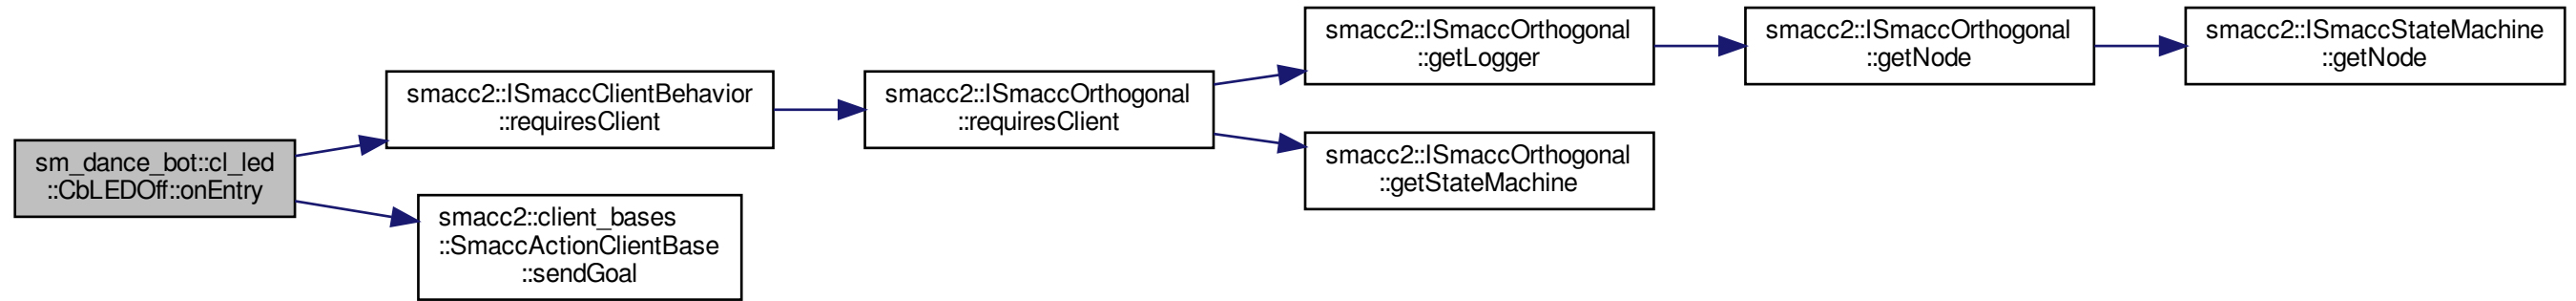 sm_dance_bot::cl_led
::CbLEDOff::onEntry
smacc2::ISmaccClientBehavior
::requiresClient
smacc2::ISmaccOrthogonal
::requiresClient
smacc2::ISmaccOrthogonal
::getLogger
smacc2::ISmaccOrthogonal
::getNode
smacc2::ISmaccStateMachine
::getNode
smacc2::ISmaccOrthogonal
::getStateMachine
smacc2::client_bases
::SmaccActionClientBase
::sendGoal